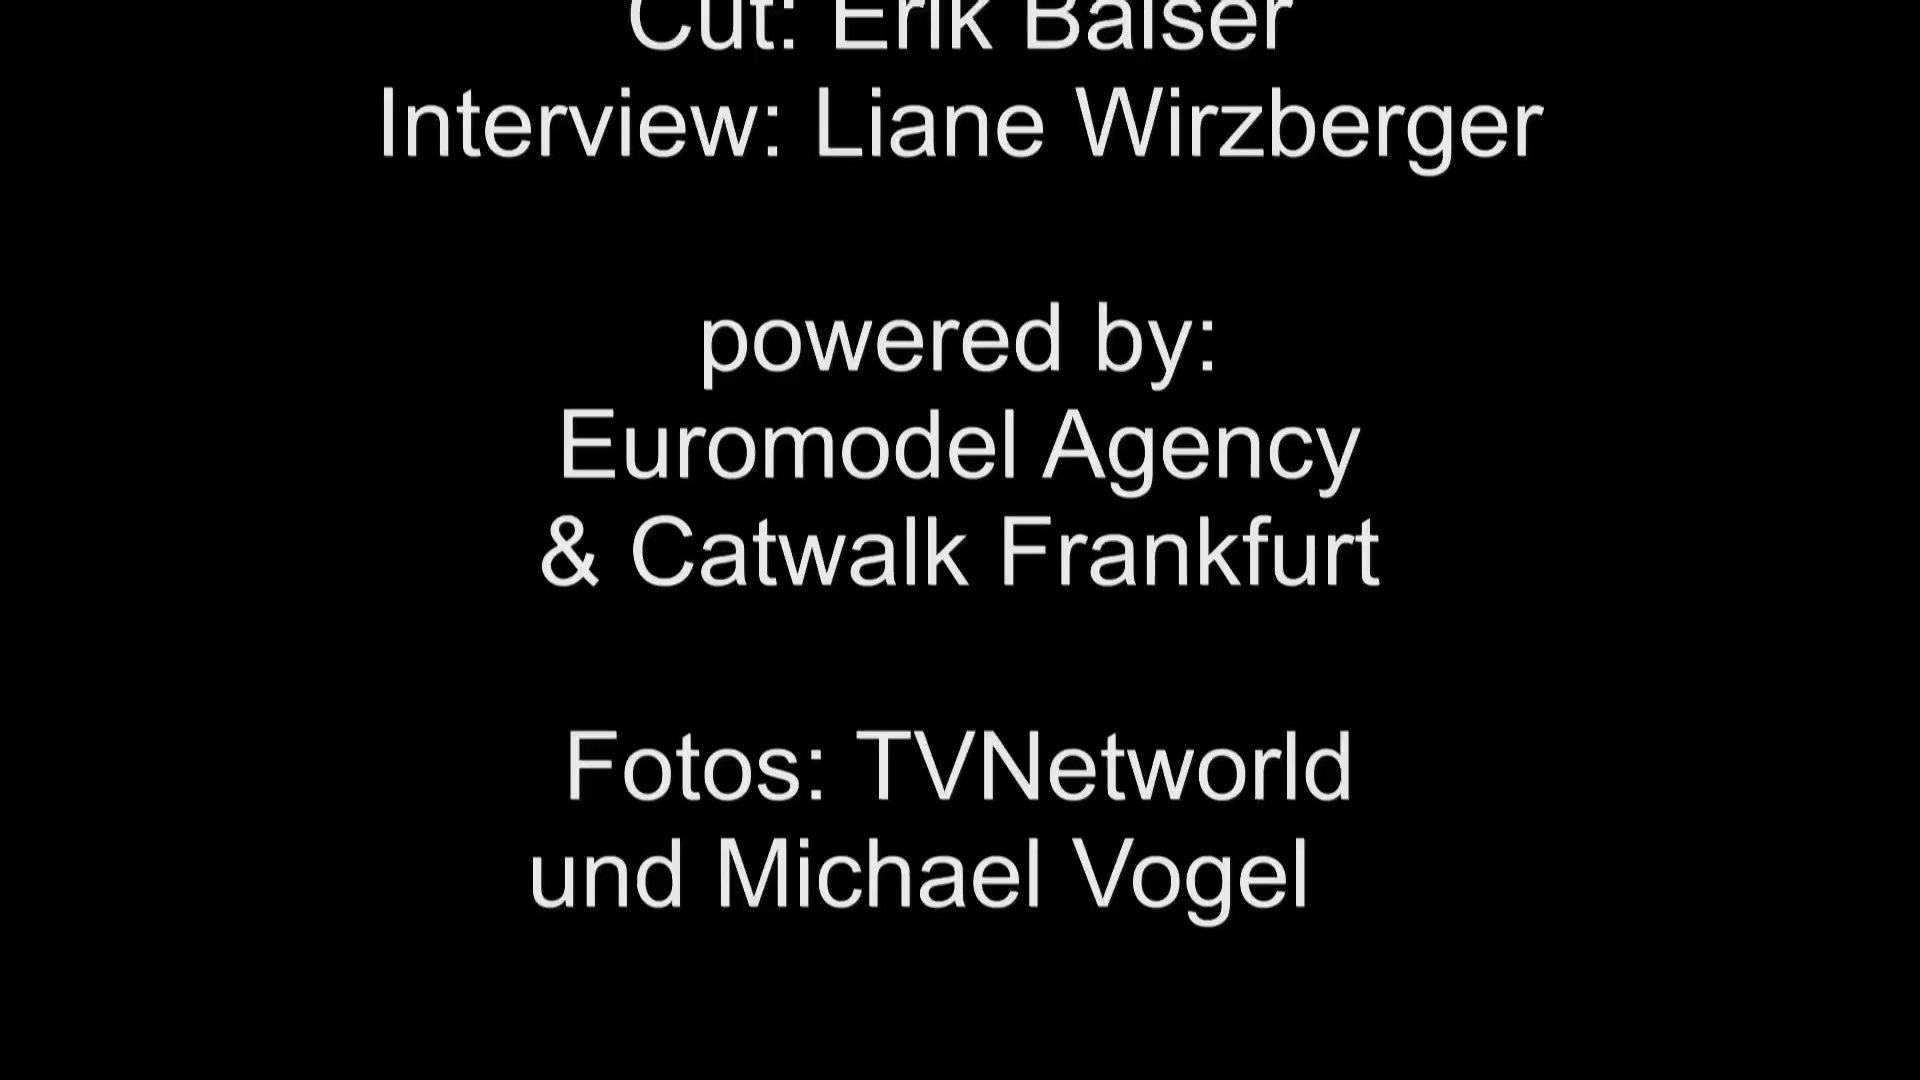 Cut: Erik Balser
Interview: Liane Wirzberger
powered by:
Euromodel Agency
& Catwalk Frankfurt
Fotos: TVNetworld
und Michael Vogel